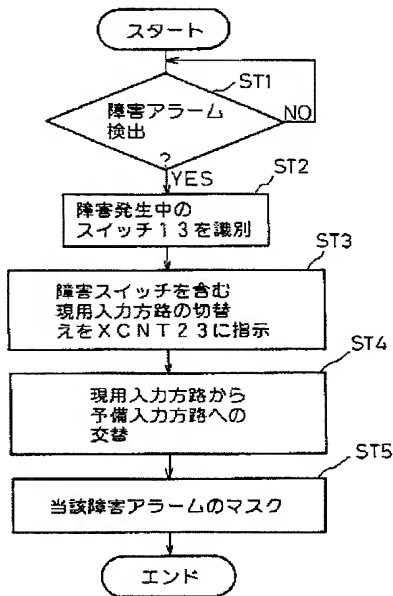 スタート
ST1
障害アラーム
検出
?
NO
YES
ST2
障害発生中の
スイッチ13を識別
ST3
障害スイッチを含む
現用入力方路の切替
えをXCNT23に指示
ST4
現用入力方路から
予備入力方路への
交替
ST5
当該障害アラームのマスク
エンド